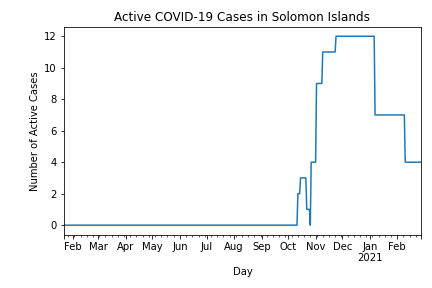 Active COVID-19 Cases in Solomon Islands
12
10
8
6
4
2
0
Number of Active Cases
Feb Mar Apr May Jun Jul Aug Sep Oct Nov Dec Jan Feb
2021
Day